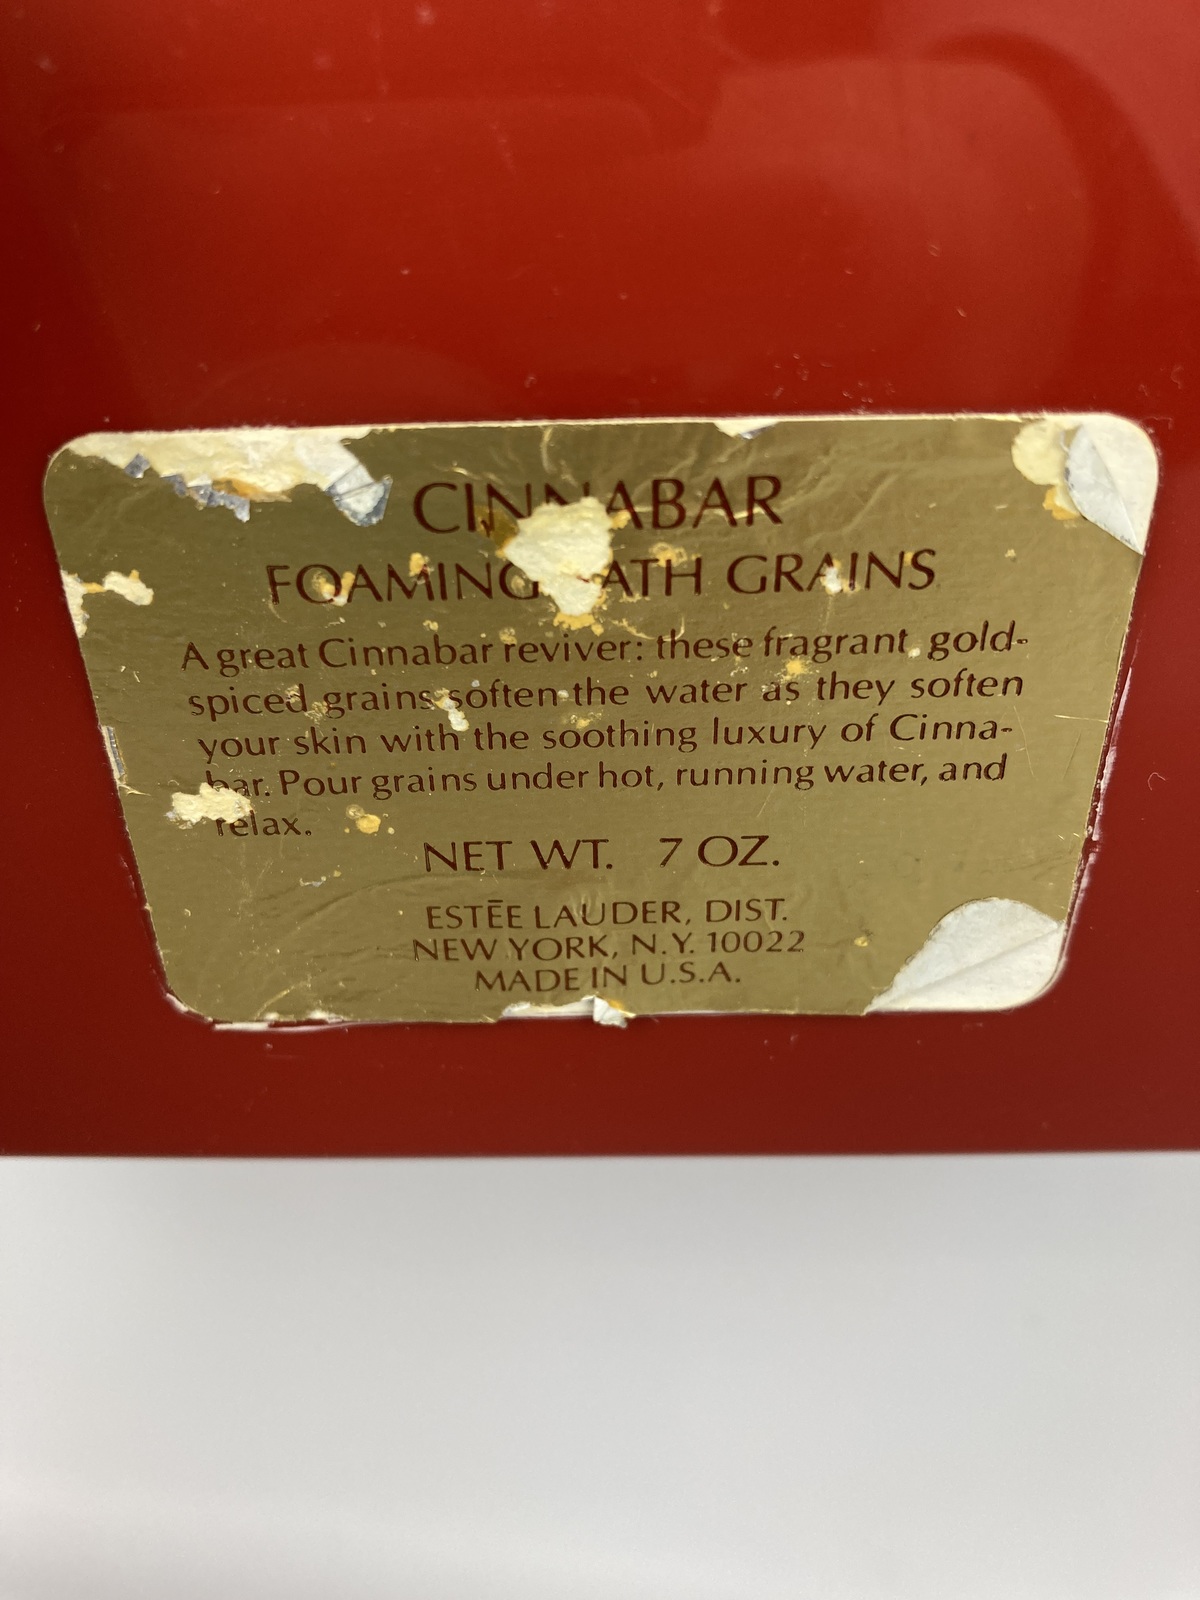 CINNABAR
FOAMING BATH GRAINS
A great Cinnabar reviver: these fragrant, gold-
spiced grains soften the water as they soften
your skin with the soothing luxury of Cinna-
bar. Pour grains under hot, running water, and
relax.
NET WT. 7 OZ.
ESTĒE LAUDER, DIST.
NEW YORK, N.Y. 10022
MADE IN U.S.A.